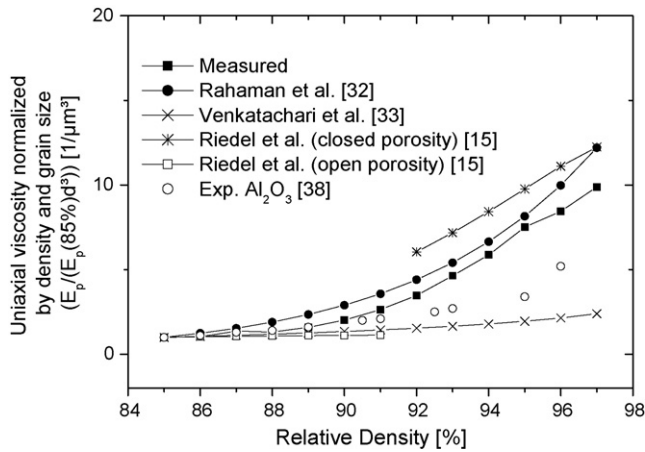 Uniaxial viscosity normalized
by density and grain size
(E_p/(E_p(85%)d³)) [1/µm³]
20
10
0
Measured
Rahaman et al. [32]
Venkatachari et al. [33]
Riedel et al. (closed porosity) [15]
Riedel et al. (open porosity) [15]
Exp. Al₂O₃ [38]
84
86
88
90
92
94
96
98
Relative Density [%]